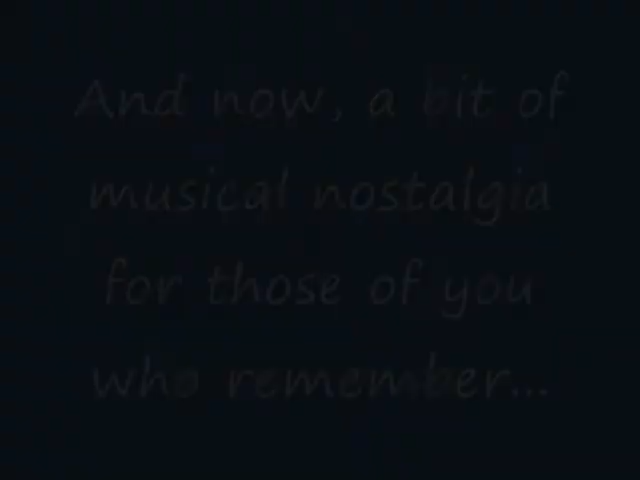 And now, a bit of
musical nostalgia
for those of you
who remember...